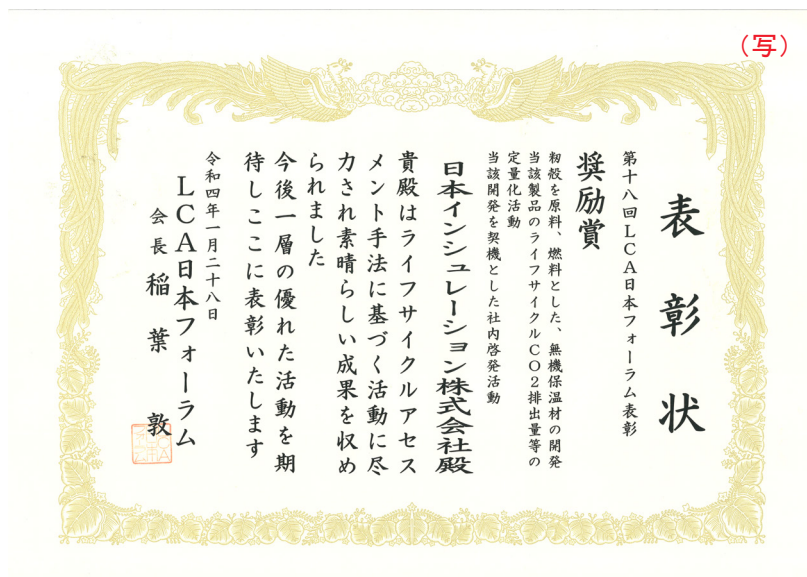 （写）
表彰状
第十八回ＬＣＡ日本フォーラム表彰
奨励賞
籾殻を原料、燃料とした、無機保温材の開発
当該製品のライフサイクルＣＯ２排出量等の
定量化活動
当該開発を契機とした社内啓発活動
日本インシュレーション株式会社殿
貴殿はライフサイクルアセス
メント手法に基づく活動に尽
力され素晴らしい成果を収め
られました
今後一層の優れた活動を期
待しここに表彰いたします
令和四年一月二十八日
ＬＣＡ日本フォーラム
会長 稲葉 敦